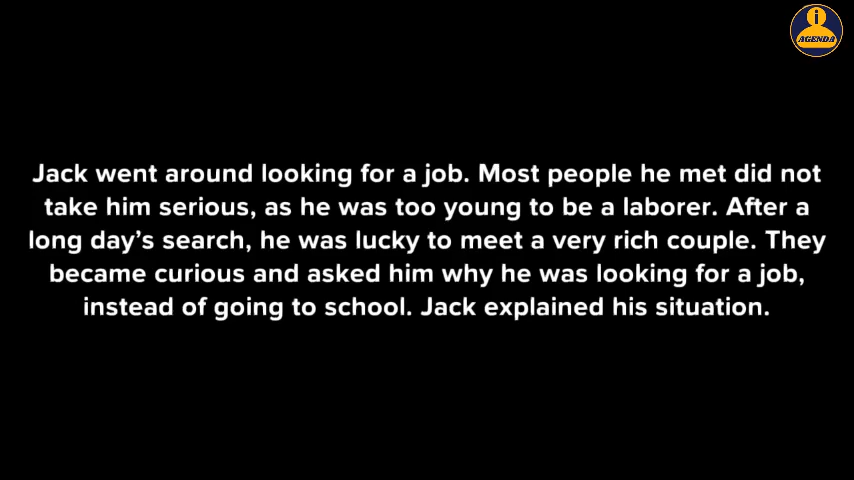 i
AGENDA
Jack went around looking for a job. Most people he met did not
take him serious, as he was too young to be a laborer. After a
long day's search, he was lucky to meet a very rich couple. They
became curious and asked him why he was looking for a job,
instead of going to school. Jack explained his situation.